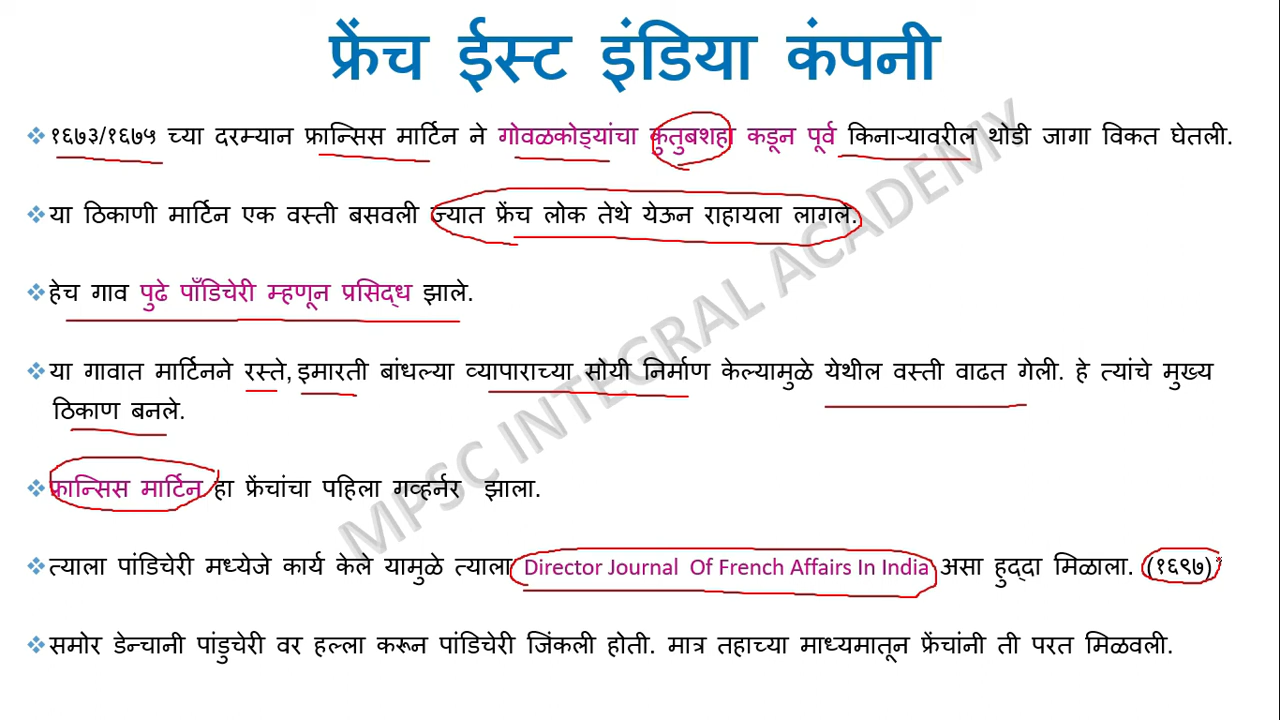 फ्रेंच ईस्ट इंडिया कंपनी
❖१६७३/१६७५ च्या दरम्यान फ्रान्सिस मार्टिन ने गोवळकोड्यांचा कुतुबशहा कडून पूर्व किनाऱ्यावरील थोडी जागा विकत घेतली.
❖या ठिकाणी मार्टिन एक वस्ती बसवली ज्यात फ्रेंच लोक तेथे येऊन राहायला लागले.
❖हेच गाव पुढे पाँडिचेरी म्हणून प्रसिद्ध झाले.
❖या गावात मार्टिनने रस्ते, इमारती बांधल्या व्यापाराच्या सोयी निर्माण केल्यामुळे येथील वस्ती वाढत गेली. हे त्यांचे मुख्य
ठिकाण बनले.
❖फ्रान्सिस मार्टिन हा फ्रेंचांचा पहिला गव्हर्नर झाला.
❖त्याला पांडिचेरी मध्येजे कार्य केले यामुळे त्याला Director Journal Of French Affairs In India असा हुद्दा मिळाला. (१६९७)
❖समोर डेन्चानी पांडुचेरी वर हल्ला करून पांडिचेरी जिंकली होती. मात्र तहाच्या माध्यमातून फ्रेंचांनी ती परत मिळवली.
MPSC INTEGRAL ACADEMY